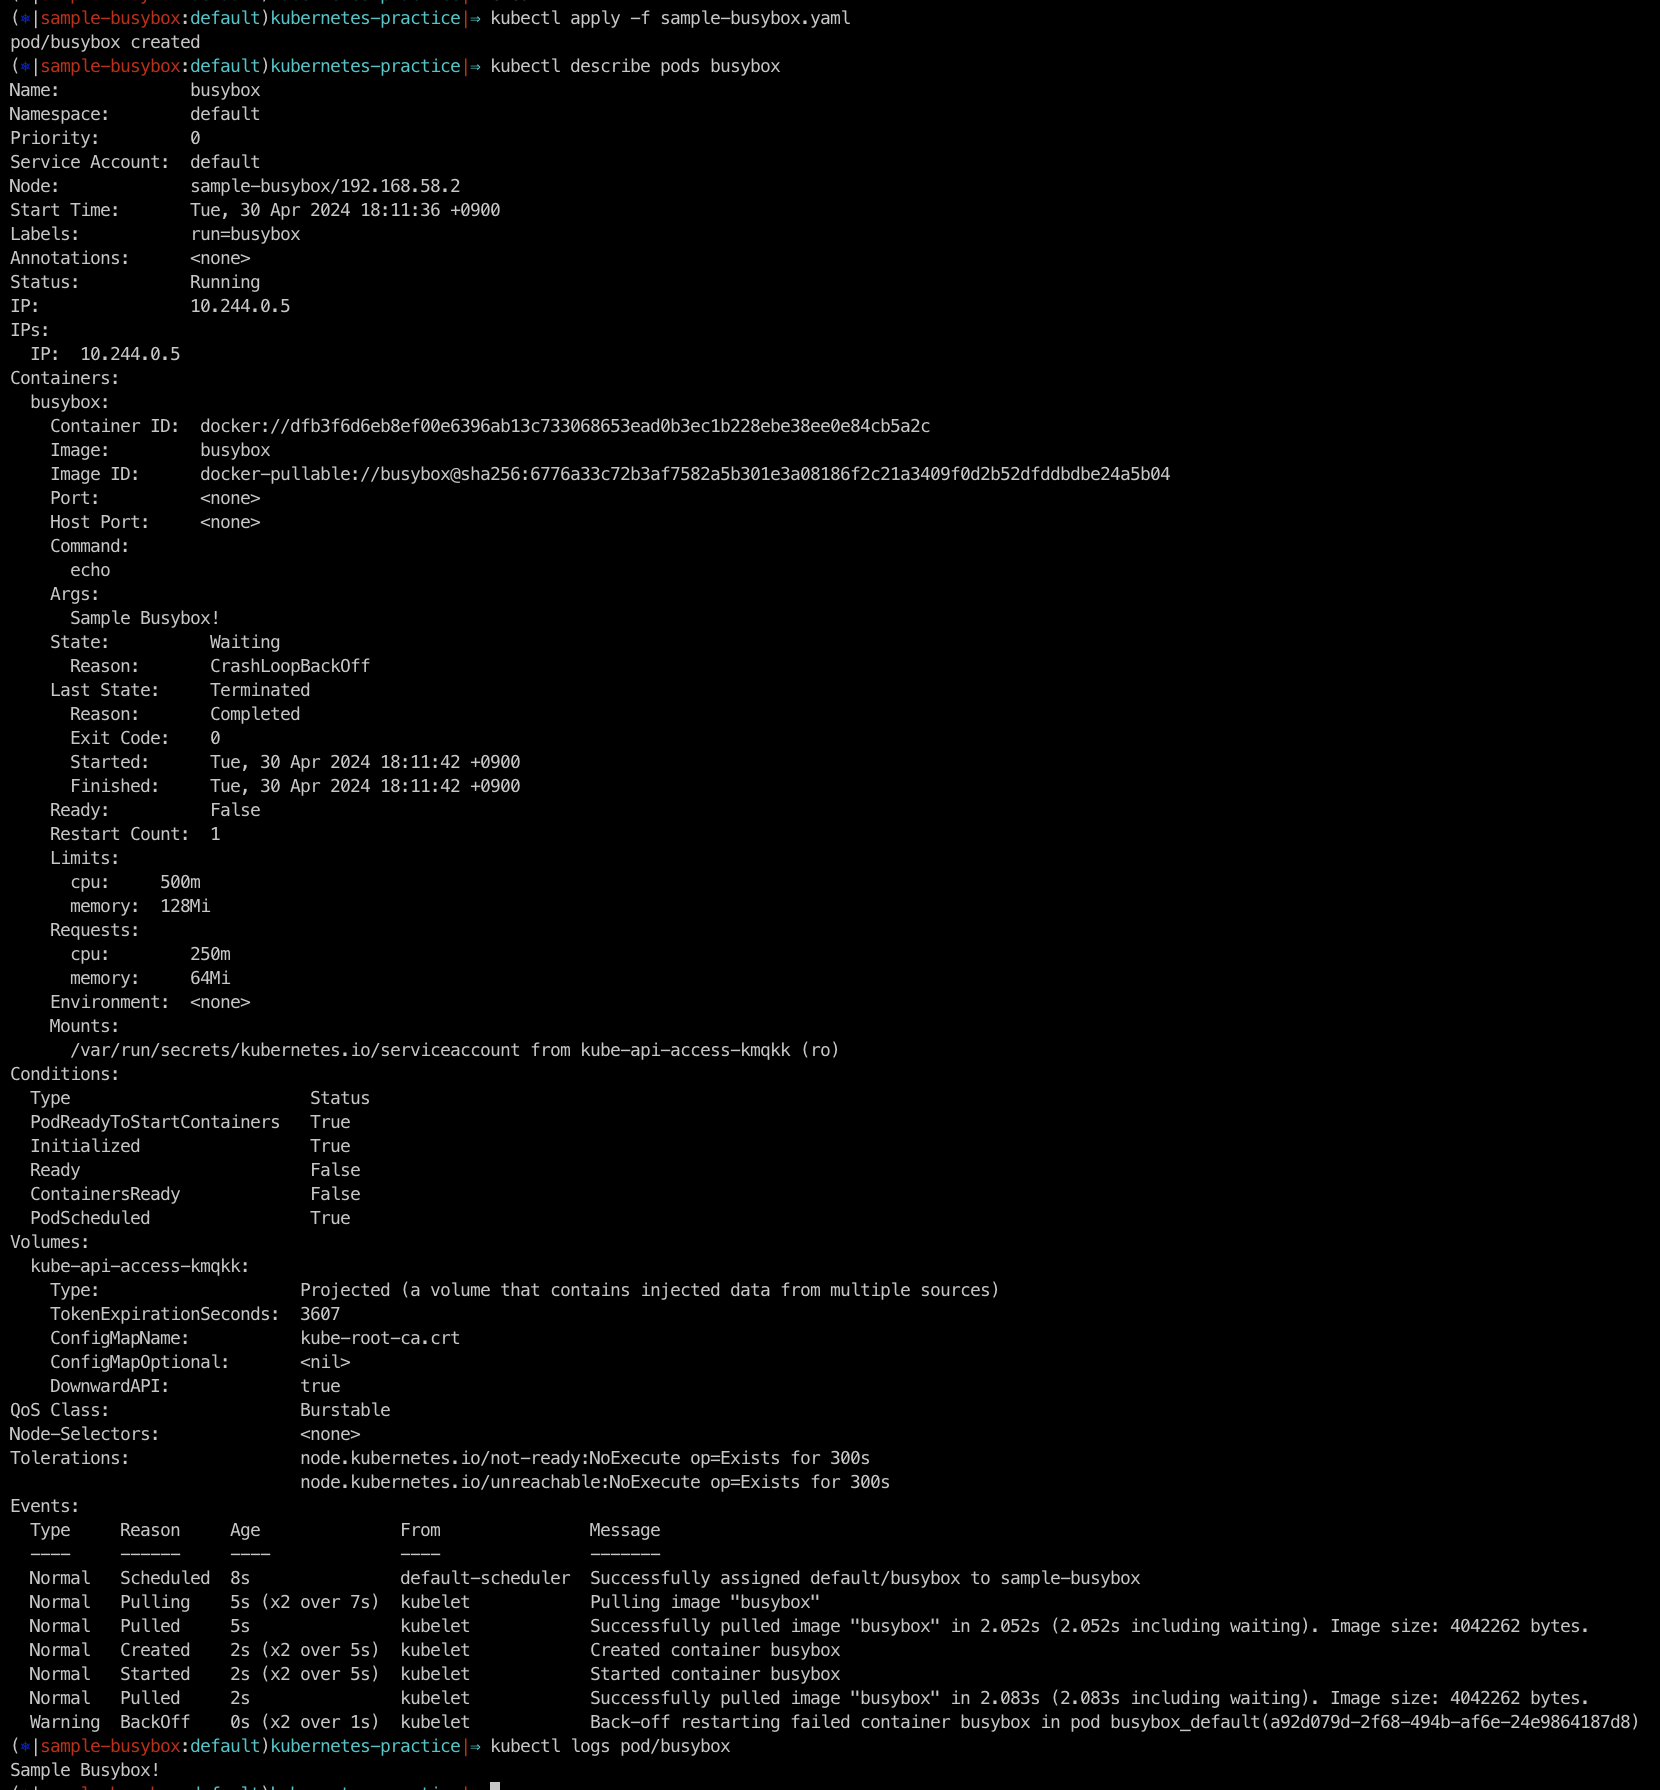 (⎈|sample-busybox:default)kubernetes-practice|⇒ kubectl apply -f sample-busybox.yaml
pod/busybox created
(⎈|sample-busybox:default)kubernetes-practice|⇒ kubectl describe pods busybox
Name:             busybox
Namespace:        default
Priority:         0
Service Account:  default
Node:             sample-busybox/192.168.58.2
Start Time:       Tue, 30 Apr 2024 18:11:36 +0900
Labels:           run=busybox
Annotations:      <none>
Status:           Running
IP:               10.244.0.5
IPs:
  IP:  10.244.0.5
Containers:
  busybox:
    Container ID:  docker://dfb3f6d6eb8ef00e6396ab13c733068653ead0b3ec1b228ebe38ee0e84cb5a2c
    Image:         busybox
    Image ID:      docker-pullable://busybox@sha256:6776a33c72b3af7582a5b301e3a08186f2c21a3409f0d2b52dfddbdbe24a5b04
    Port:          <none>
    Host Port:     <none>
    Command:
      echo
    Args:
      Sample Busybox!
    State:          Waiting
      Reason:       CrashLoopBackOff
    Last State:     Terminated
      Reason:       Completed
      Exit Code:    0
      Started:      Tue, 30 Apr 2024 18:11:42 +0900
      Finished:     Tue, 30 Apr 2024 18:11:42 +0900
    Ready:          False
    Restart Count:  1
    Limits:
      cpu:     500m
      memory:  128Mi
    Requests:
      cpu:        250m
      memory:     64Mi
    Environment:  <none>
    Mounts:
      /var/run/secrets/kubernetes.io/serviceaccount from kube-api-access-kmqkk (ro)
Conditions:
  Type                        Status
  PodReadyToStartContainers   True
  Initialized                 True
  Ready                       False
  ContainersReady             False
  PodScheduled                True
Volumes:
  kube-api-access-kmqkk:
    Type:                    Projected (a volume that contains injected data from multiple sources)
    TokenExpirationSeconds:  3607
    ConfigMapName:           kube-root-ca.crt
    ConfigMapOptional:       <nil>
    DownwardAPI:             true
QoS Class:                   Burstable
Node-Selectors:              <none>
Tolerations:                 node.kubernetes.io/not-ready:NoExecute op=Exists for 300s
                             node.kubernetes.io/unreachable:NoExecute op=Exists for 300s
Events:
  Type     Reason     Age              From               Message
  ----     ------     ----             ----               -------
  Normal   Scheduled  8s               default-scheduler  Successfully assigned default/busybox to sample-busybox
  Normal   Pulling    5s (x2 over 7s)  kubelet            Pulling image "busybox"
  Normal   Pulled     5s               kubelet            Successfully pulled image "busybox" in 2.052s (2.052s including waiting). Image size: 4042262 bytes.
  Normal   Created    2s (x2 over 5s)  kubelet            Created container busybox
  Normal   Started    2s (x2 over 5s)  kubelet            Started container busybox
  Normal   Pulled     2s               kubelet            Successfully pulled image "busybox" in 2.083s (2.083s including waiting). Image size: 4042262 bytes.
  Warning  BackOff    0s (x2 over 1s)  kubelet            Back-off restarting failed container busybox in pod busybox_default(a92d079d-2f68-494b-af6e-24e9864187d8)
(⎈|sample-busybox:default)kubernetes-practice|⇒ kubectl logs pod/busybox
Sample Busybox!